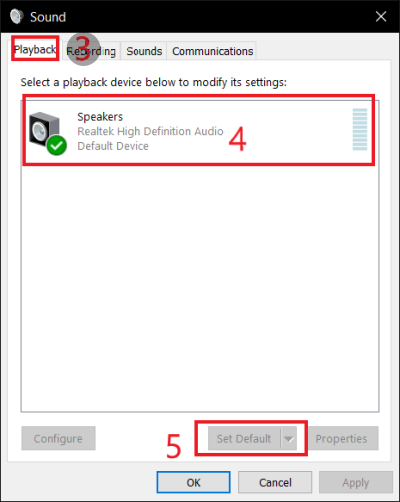 Sound
Playback 3 Recording Sounds Communications
Select a playback device below to modify its settings:
Speakers
Realtek High Definition Audio
4
Default Device
Configure 5 Set Default Properties
OK Cancel Apply